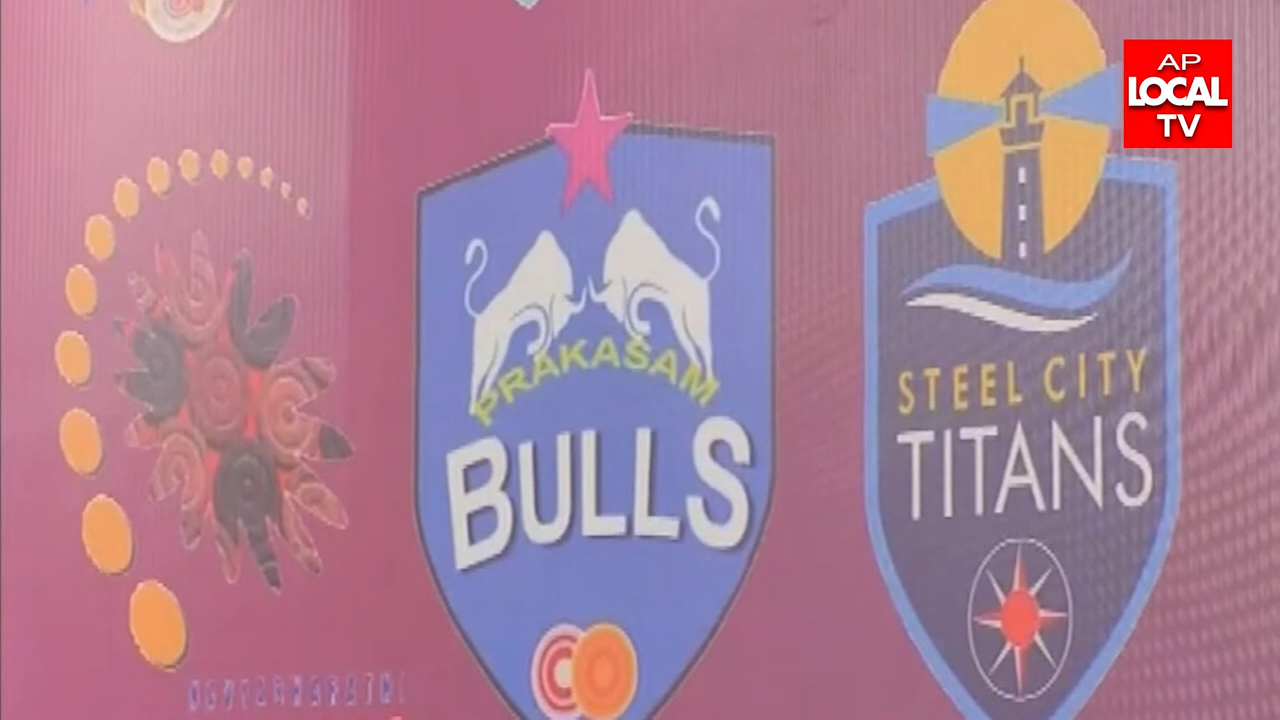 AP
LOCAL
TV
PRAKASAM
BULLS
STEEL CITY
TITANS